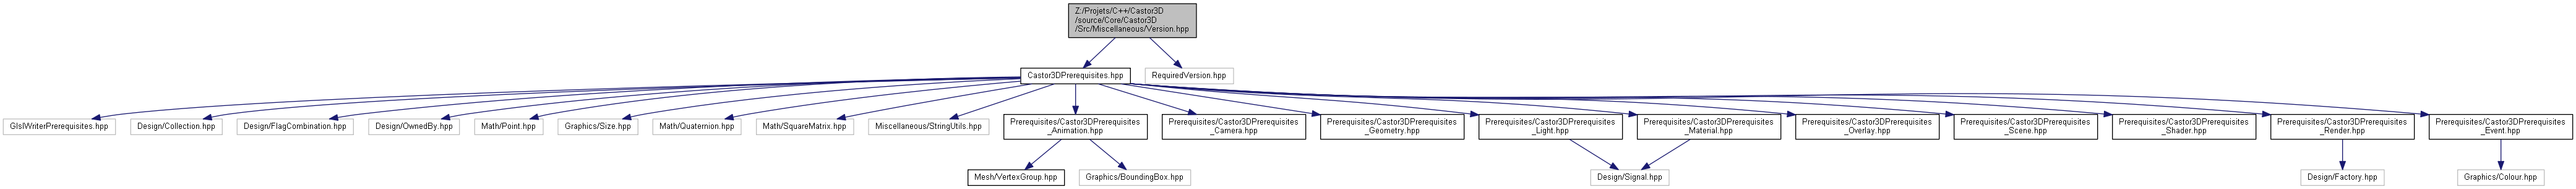 Z:/Projets/C++/Castor3D
/source/Core/Castor3D
/Src/Miscellaneous/Version.hpp
Castor3DPrerequisites.hpp
RequiredVersion.hpp
GlslWriterPrerequisites.hpp
Design/Collection.hpp
Design/FlagCombination.hpp
Design/OwnedBy.hpp
Math/Point.hpp
Graphics/Size.hpp
Math/Quaternion.hpp
Math/SquareMatrix.hpp
Miscellaneous/StringUtils.hpp
Prerequisites/Castor3DPrerequisites
_Animation.hpp
Prerequisites/Castor3DPrerequisites
_Camera.hpp
Prerequisites/Castor3DPrerequisites
_Geometry.hpp
Prerequisites/Castor3DPrerequisites
_Light.hpp
Prerequisites/Castor3DPrerequisites
_Material.hpp
Prerequisites/Castor3DPrerequisites
_Overlay.hpp
Prerequisites/Castor3DPrerequisites
_Scene.hpp
Prerequisites/Castor3DPrerequisites
_Shader.hpp
Prerequisites/Castor3DPrerequisites
_Render.hpp
Prerequisites/Castor3DPrerequisites
_Event.hpp
Mesh/VertexGroup.hpp
Graphics/BoundingBox.hpp
Design/Signal.hpp
Design/Factory.hpp
Graphics/Colour.hpp